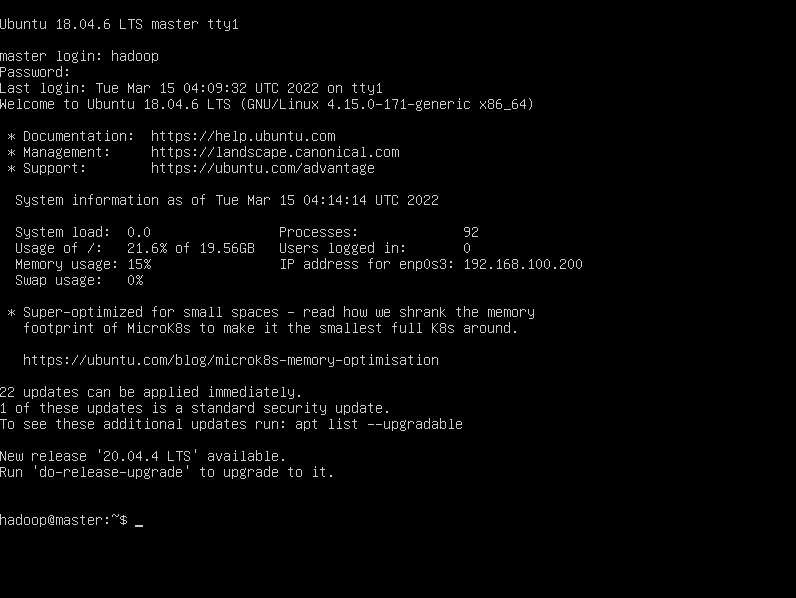 Ubuntu 18.04.6 LTS master tty1
master login: hadoop
Password:
Last login: Tue Mar 15 04:09:32 UTC 2022 on tty1
Welcome to Ubuntu 18.04.6 LTS (GNU/Linux 4.15.0-171-generic x86_64)
* Documentation:  https://help.ubuntu.com
* Management:     https://landscape.canonical.com
* Support:        https://ubuntu.com/advantage
System information as of Tue Mar 15 04:14:14 UTC 2022
System load:  0.0                Processes:             92
Usage of /:   21.6% of 19.56GB   Users logged in:       0
Memory usage: 15%                IP address for enp0s3: 192.168.100.200
Swap usage:   0%
* Super-optimized for small spaces - read how we shrank the memory
footprint of MicroK8s to make it the smallest full K8s around.
https://ubuntu.com/blog/microk8s-memory-optimisation
22 updates can be applied immediately.
1 of these updates is a standard security update.
To see these additional updates run: apt list --upgradable
New release '20.04.4 LTS' available.
Run 'do-release-upgrade' to upgrade to it.
hadoop@master:~$ _